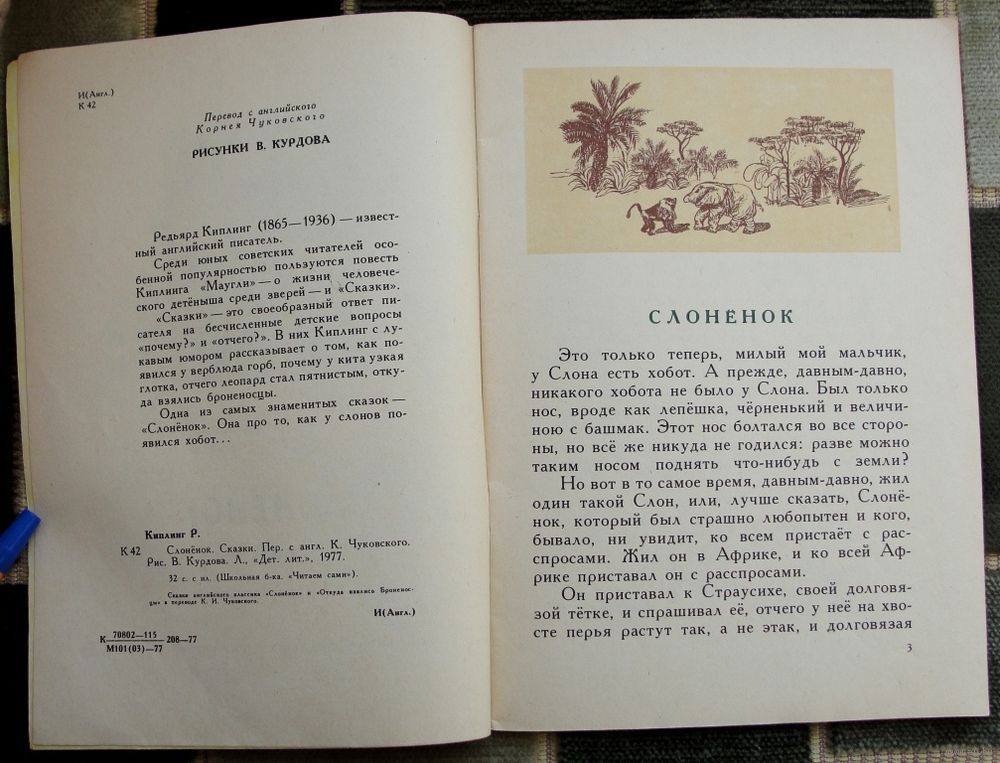 И(Англ.)
К 42
Перевод с английского
Корнея Чуковского
РИСУНКИ В. КУРДОВА
Редьярд Киплинг (1865—1936) — извест-
ный английский писатель.
Среди юных советских читателей осо-
бенной популярностью пользуются повесть
Киплинга «Маугли» — о жизни человече-
ского детёныша среди зверей — и «Сказки».
«Сказки» — это своеобразный ответ пи-
сателя на бесчисленные детские вопросы
«почему?» и «отчего?». В них Киплинг с лу-
кавым юмором рассказывает о том, как по-
явился у верблюда горб, почему у кита узкая
глотка, отчего леопард стал пятнистым, отку-
да взялись броненосцы.
Одна из самых знаменитых сказок —
«Слонёнок». Она про то, как у слонов по-
явился хобот...
Киплинг Р.
К 42 Слонёнок. Сказки. Пер. с англ. К. Чуковского.
Рис. В. Курдова. Л., «Дет. лит.», 1977.
32 с. с ил. (Школьная б-ка. «Читаем сами»).
Сказки английского классика «Слонёнок» и «Откуда взялись Броненос-
цы» в переводе К. И. Чуковского.
И(Англ.)
К 70802—115 208—77
М101(03)—77
СЛОНЁНОК
Это только теперь, милый мой мальчик,
у Слона есть хобот. А прежде, давным-давно,
никакого хобота не было у Слона. Был только
нос, вроде как лепёшка, чёрненький и величи-
ною с башмак. Этот нос болтался во все сторо-
ны, но всё же никуда не годился: разве можно
таким носом поднять что-нибудь с земли?
Но вот в то самое время, давным-давно, жил
один такой Слон, или, лучше сказать, Слонё-
нок, который был страшно любопытен и кого,
бывало, ни увидит, ко всем пристаёт с рас-
спросами. Жил он в Африке, и ко всей Аф-
рике приставал он с расспросами.
Он приставал к Страусихе, своей долговя-
зой тётке, и спрашивал её, отчего у неё на хво-
сте перья растут так, а не этак, и долговязая
3